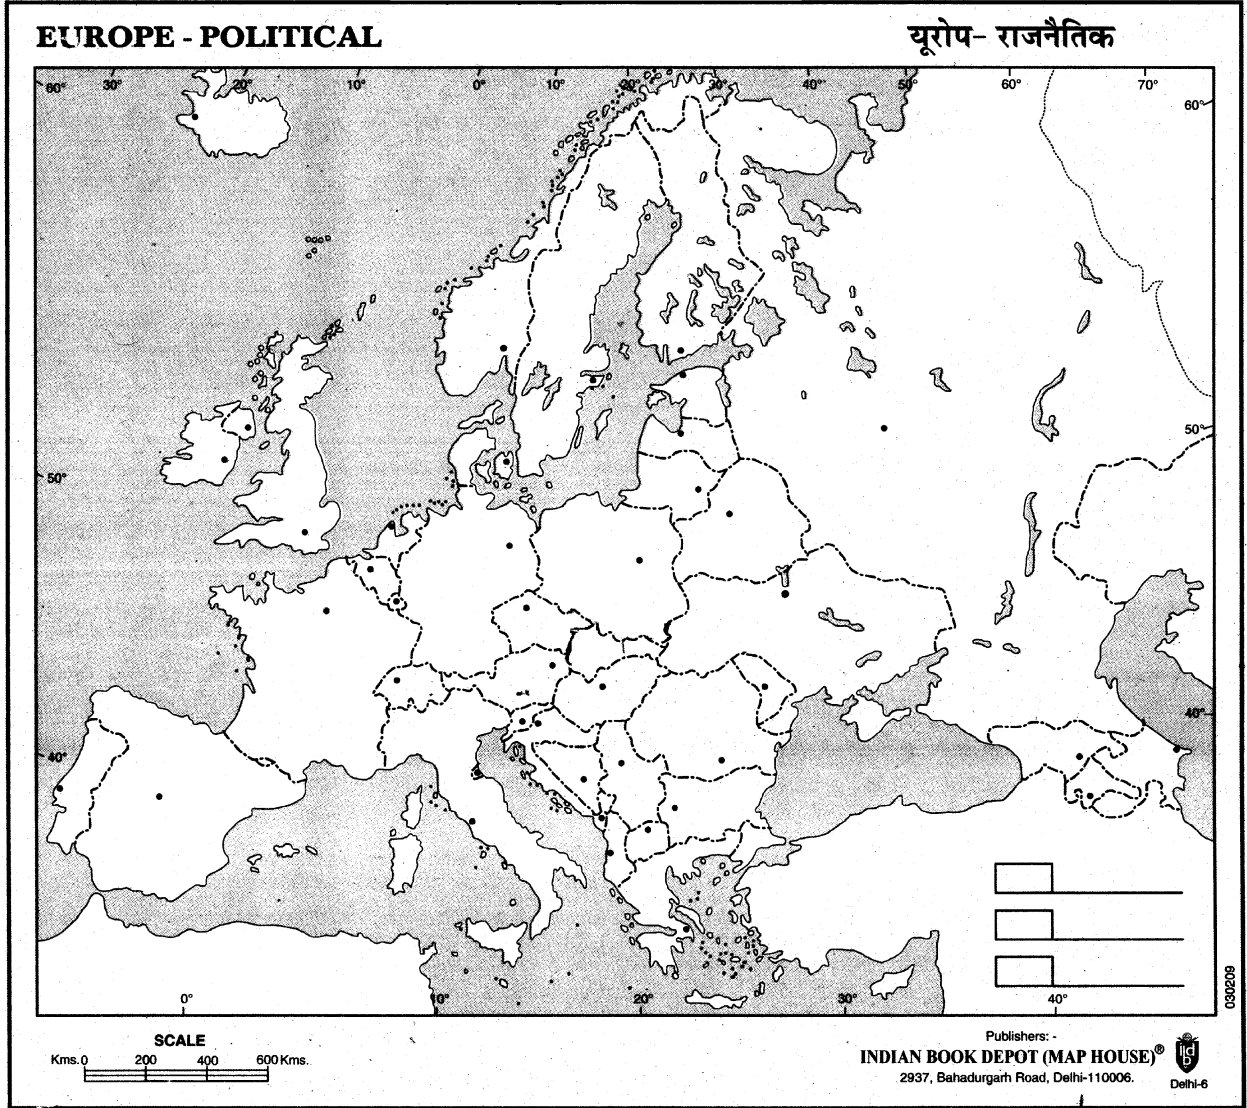 EUROPE - POLITICAL
यूरोप- राजनैतिक
60° 30° 20° 10° 0° 10° 20° 30° 40° 50° 60° 70°
60°
50°
50°
40°
40°
0° 10° 20° 30° 40°
030209
SCALE
Kms. 0 200 400 600 Kms.
Publishers: -
INDIAN BOOK DEPOT (MAP HOUSE)®
2937, Bahadurgarh Road, Delhi-110006.
Delhi-6